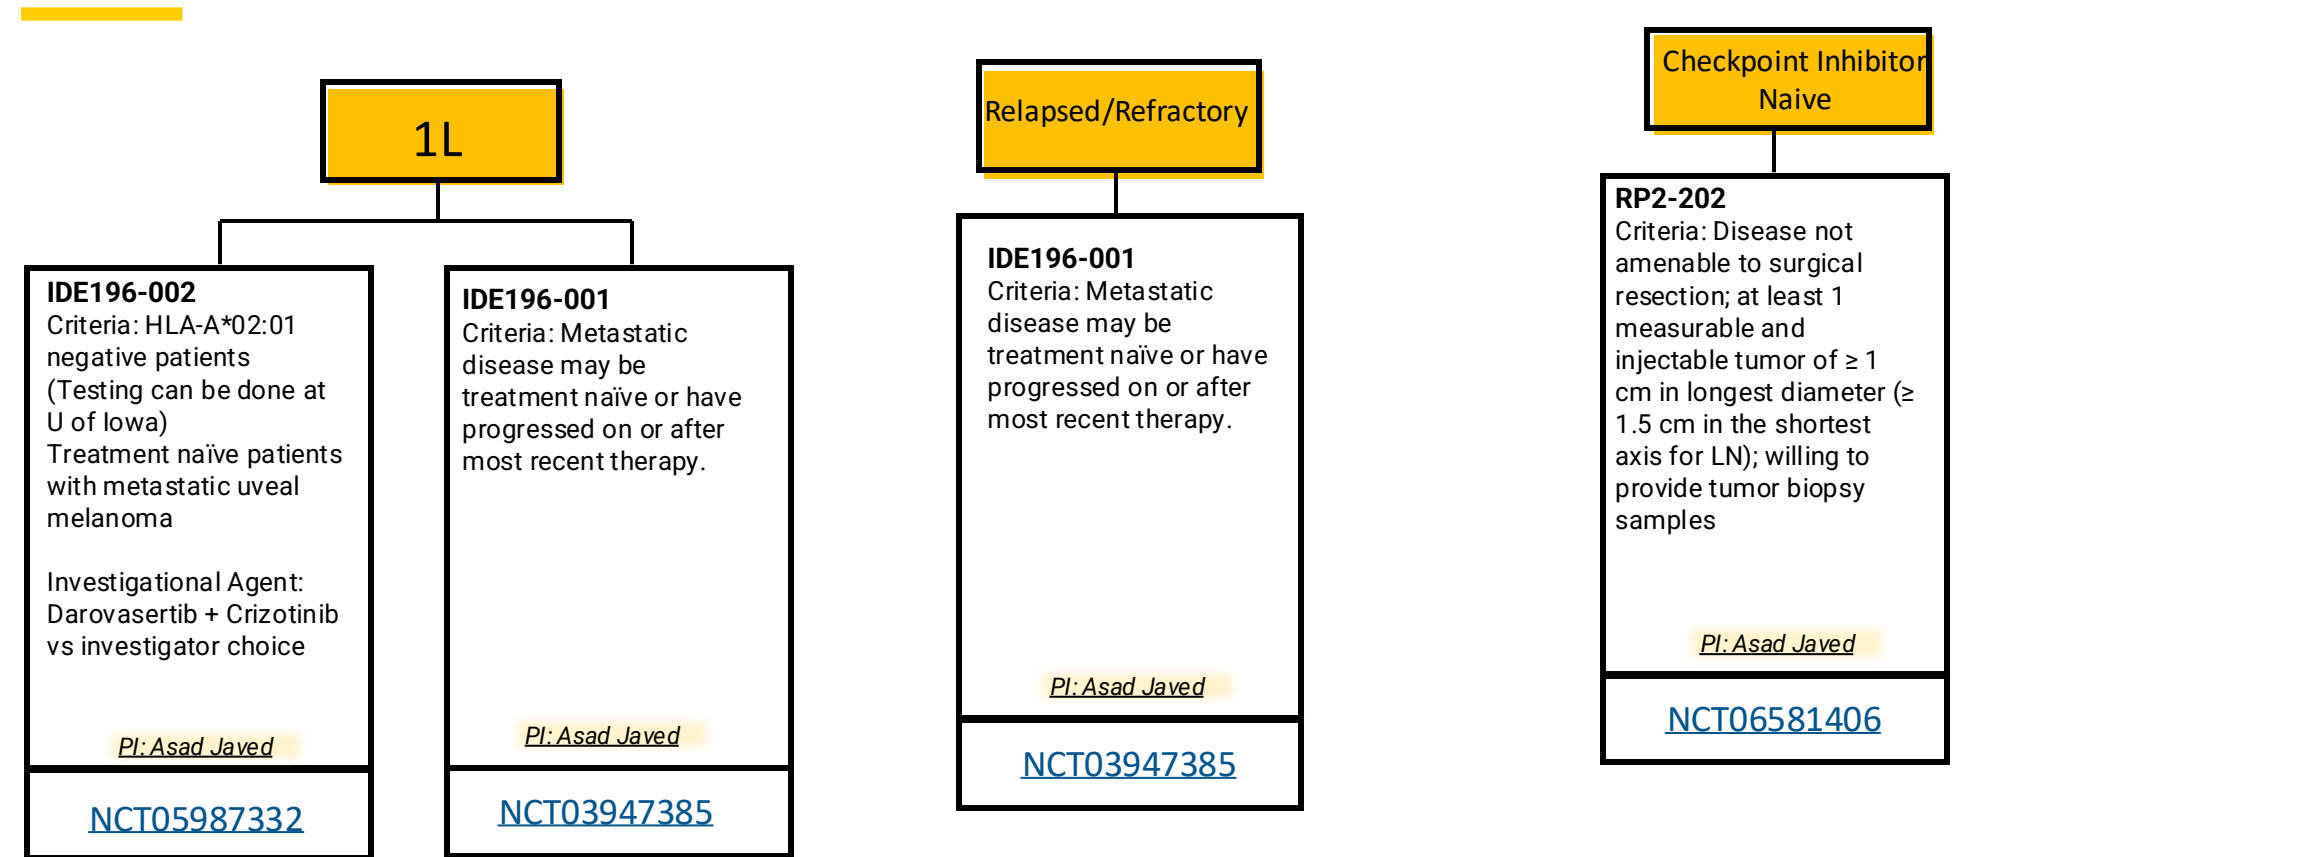 1L
IDE196-002
Criteria: HLA-A*02:01
negative patients
(Testing can be done at
U of Iowa)
Treatment naïve patients
with metastatic uveal
melanoma
Investigational Agent:
Darovasertib + Crizotinib
vs investigator choice
PI: Asad Javed
NCT05987332
IDE196-001
Criteria: Metastatic
disease may be
treatment naïve or have
progressed on or after
most recent therapy.
PI: Asad Javed
NCT03947385
Relapsed/Refractory
IDE196-001
Criteria: Metastatic
disease may be
treatment naïve or have
progressed on or after
most recent therapy.
PI: Asad Javed
NCT03947385
Checkpoint Inhibitor
Naive
RP2-202
Criteria: Disease not
amenable to surgical
resection; at least 1
measurable and
injectable tumor of ≥ 1
cm in longest diameter (≥
1.5 cm in the shortest
axis for LN); willing to
provide tumor biopsy
samples
PI: Asad Javed
NCT06581406